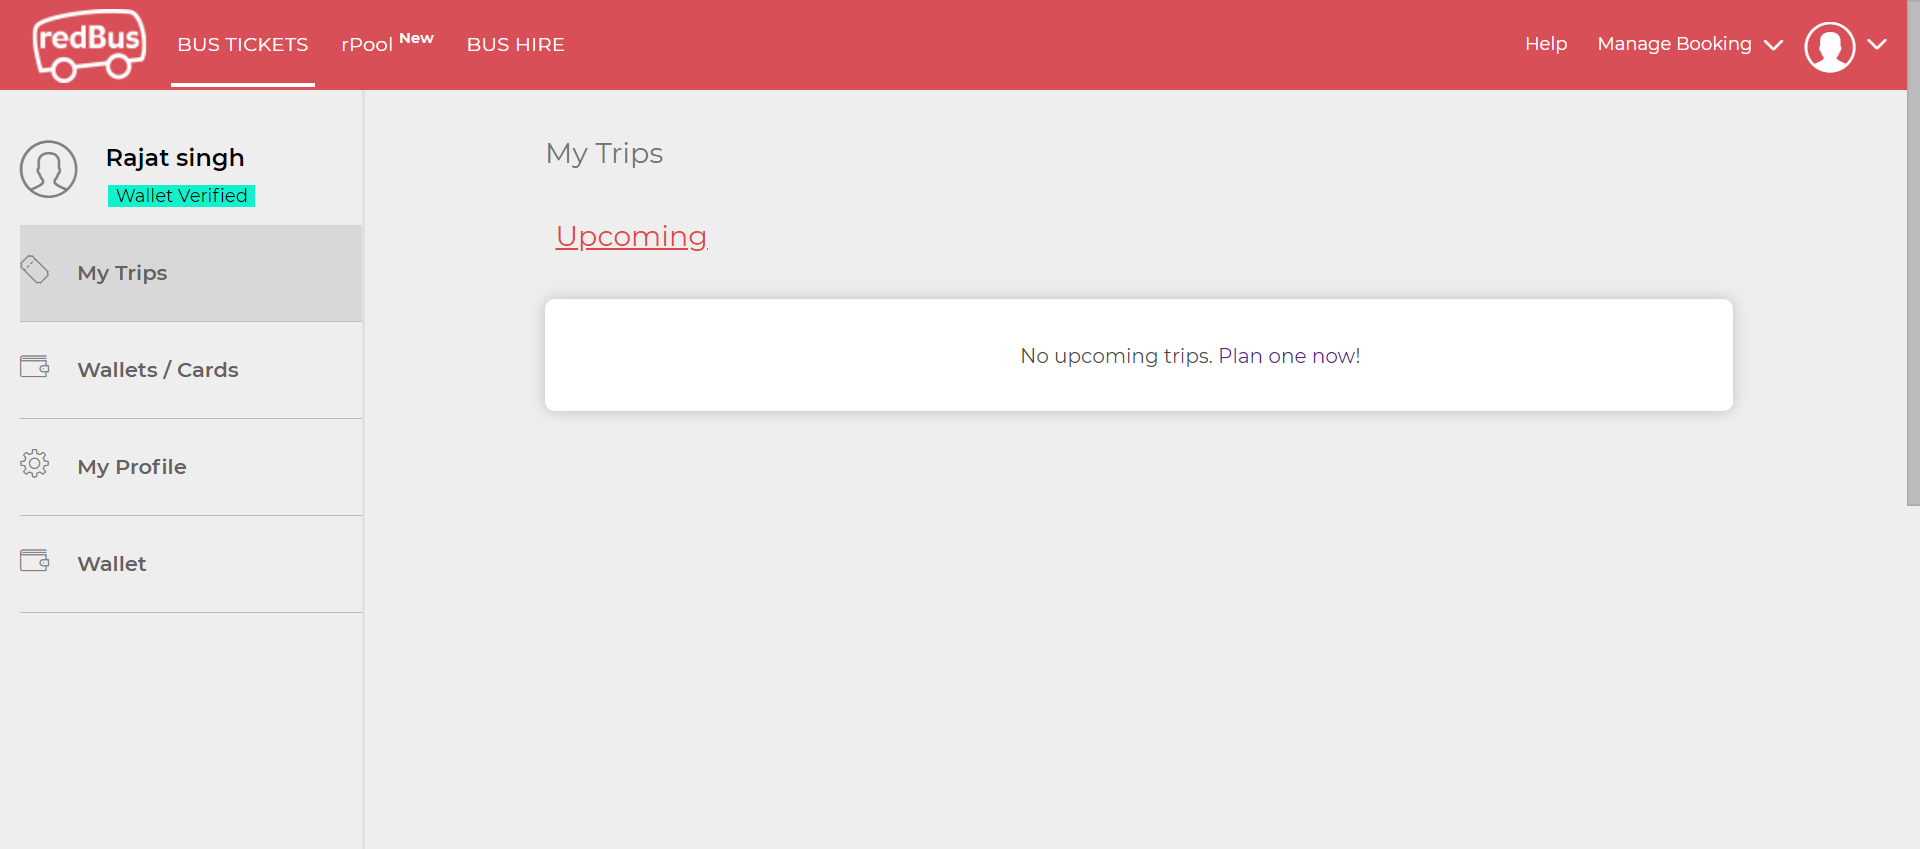 redBus
BUS TICKETS
rPool New
BUS HIRE
Help
Manage Booking
Rajat singh
Wallet Verified
My Trips
Wallets / Cards
My Profile
Wallet
My Trips
Upcoming
No upcoming trips. Plan one now!